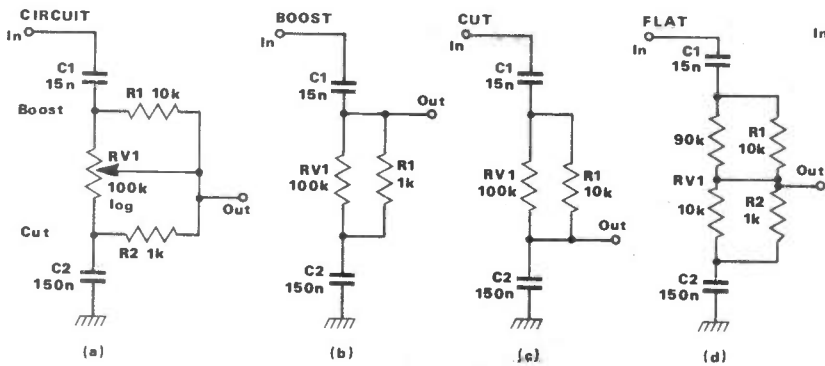 CIRCUIT
In
C1
15n
R1 10k
Boost
RV1
100k
log
Out
Cut
R2 1k
C2
150n
(a)
BOOST
In
C1
15n
Out
RV1
100k
R1
1k
C2
150n
(b)
CUT
In
C1
15n
RV1
100k
R1
10k
Out
C2
150n
(c)
FLAT
In
C1
15n
90k
R1
10k
RV1
Out
10k
R2
1k
C2
150n
(d)
In